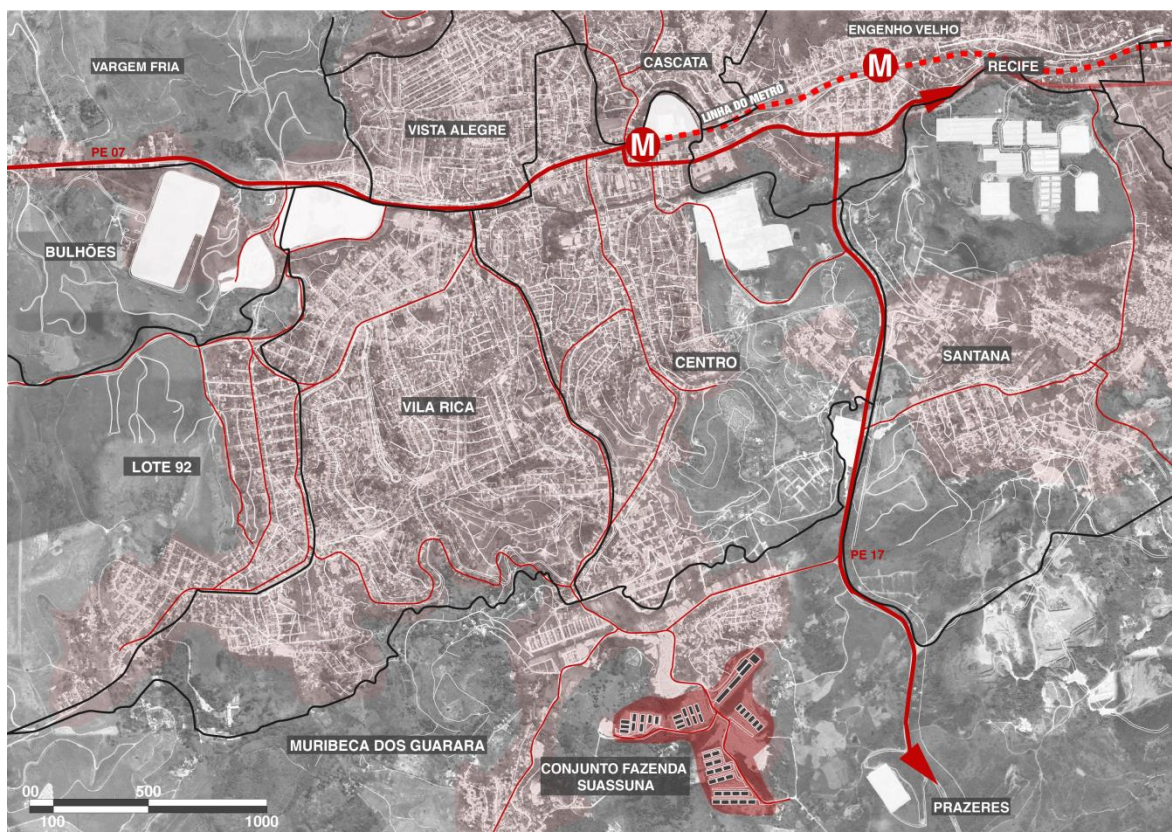 ENGENHO VELHO
VARGEM FRIA
CASCATA
RECIFE
M
LINHA DO METRÔ
VISTA ALEGRE
M
PE 07
BULHÕES
CENTRO
SANTANA
VILA RICA
LOTE 92
PE 17
MURIBECA DOS GUARARA
CONJUNTO FAZENDA
SUASSUNA
PRAZERES
00 500
100 1000